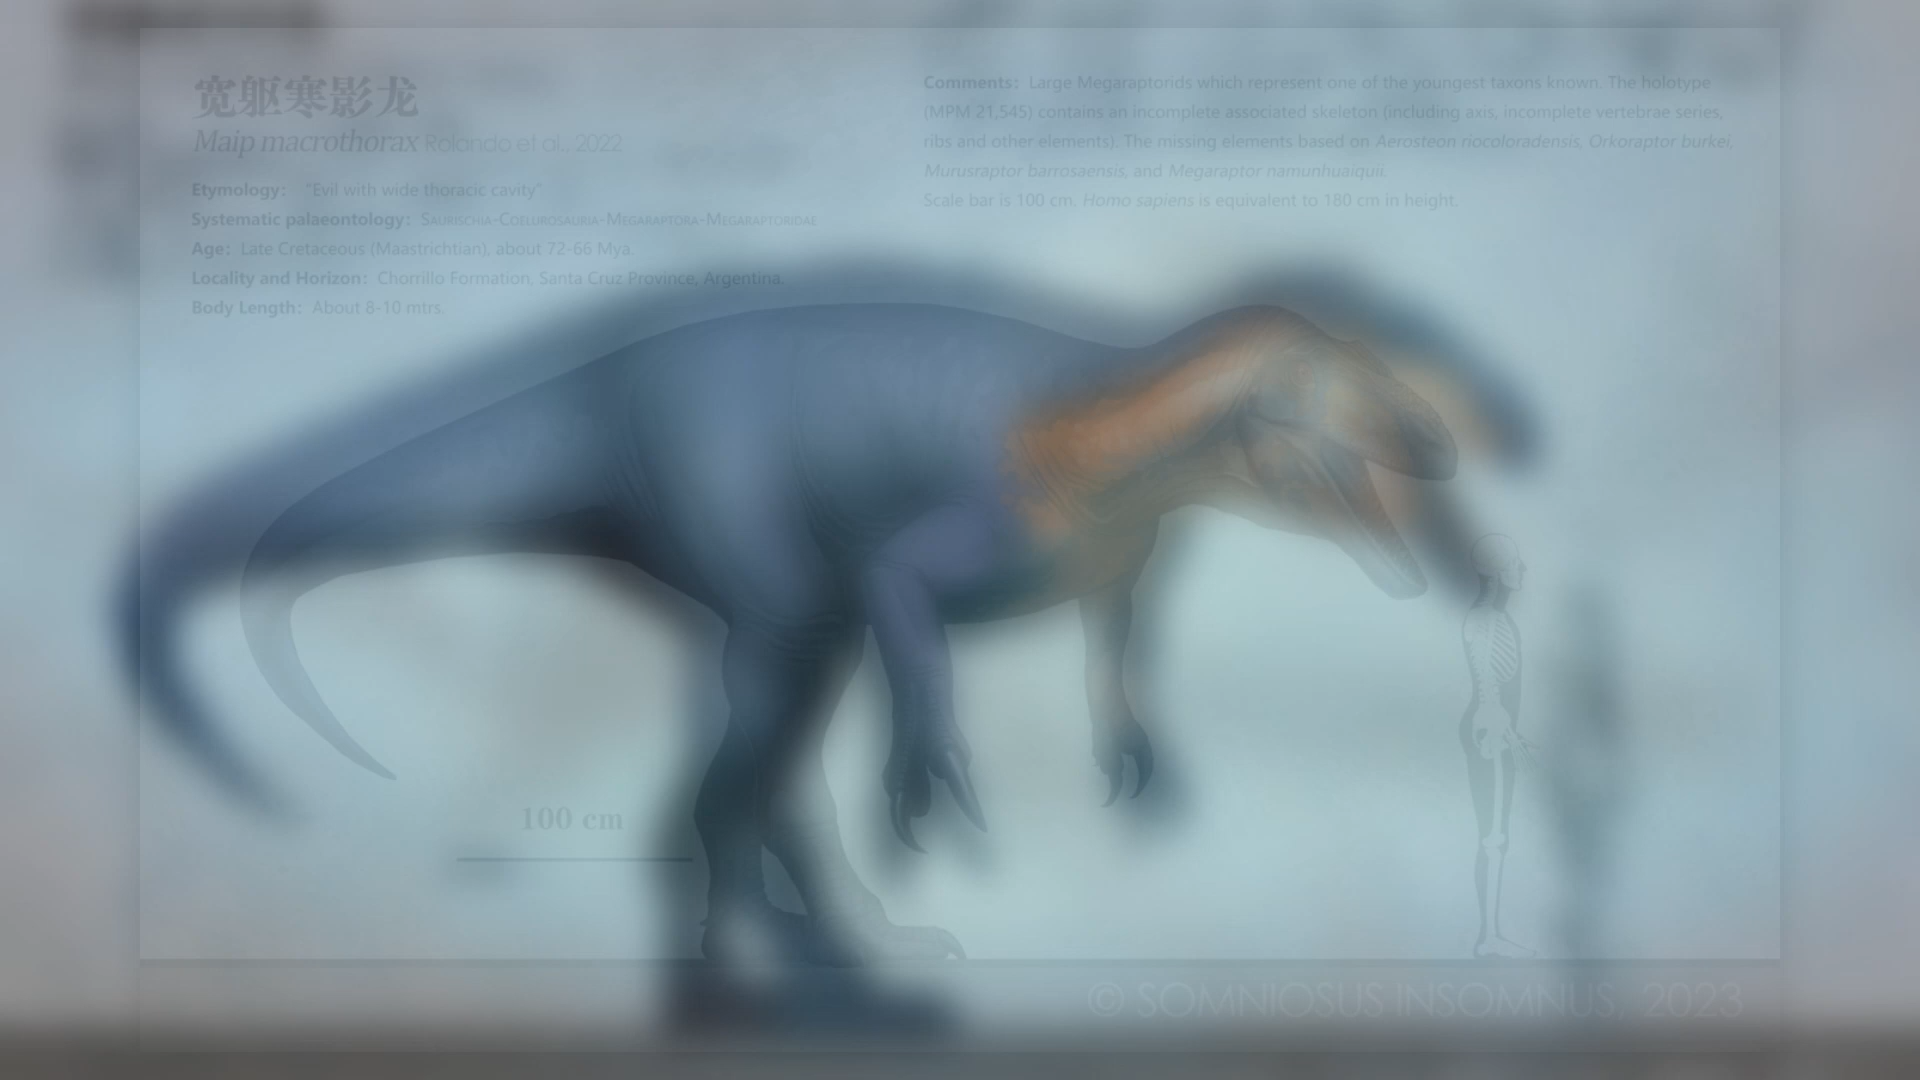 宽躯寒影龙
Maip macrothorax Rolando et al., 2022
Etymology: "Evil with wide thoracic cavity"
Systematic palaeontology: SAURISCHIA-COELUROSAURIA-MEGARAPTORA-MEGARAPTORIDAE
Age: Late Cretaceous (Maastrichtian), about 72-66 Mya.
Locality and Horizon: Chorrillo Formation, Santa Cruz Province, Argentina.
Body Length: About 8-10 mtrs.
Comments: Large Megaraptorids which represent one of the youngest taxons known. The holotype
(MPM 21,545) contains an incomplete associated skeleton (including axis, incomplete vertebrae series,
ribs and other elements). The missing elements based on Aerosteon riocoloradensis, Orkoraptor burkei,
Murusraptor barrosaensis, and Megaraptor namunhuaiquii.
Scale bar is 100 cm. Homo sapiens is equivalent to 180 cm in height.
100 cm
© SOMNIOSUS INSOMNUS, 2023